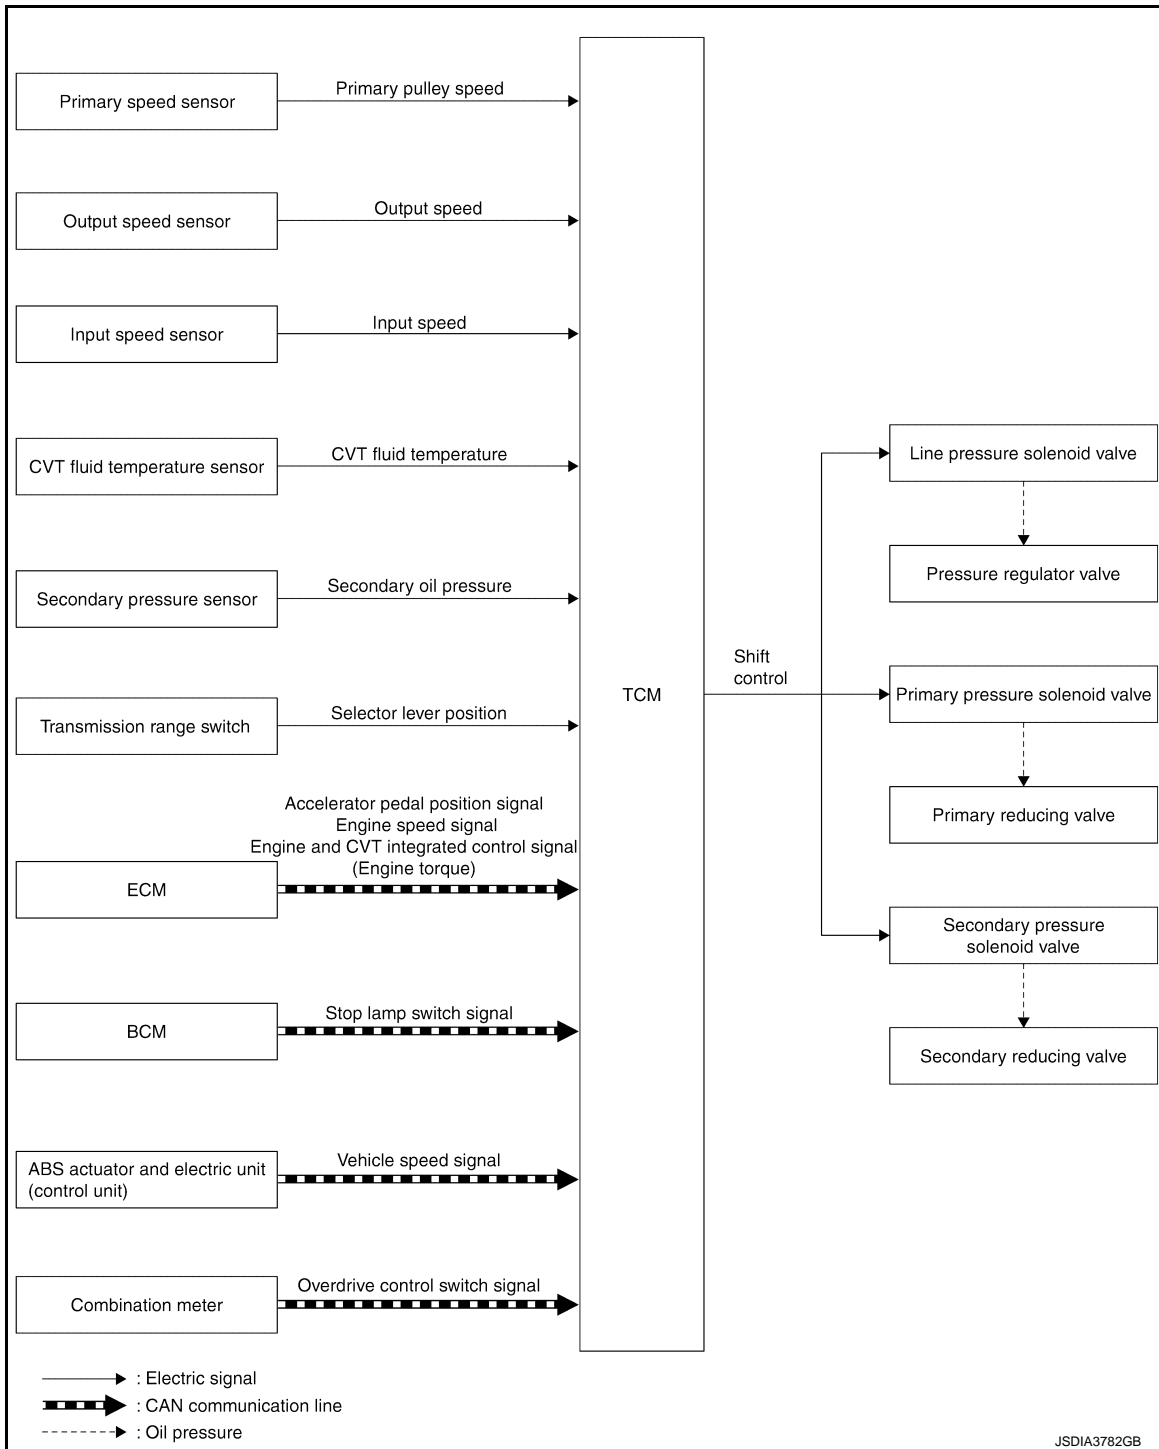 Primary speed sensor
Primary pulley speed
Output speed sensor
Output speed
Input speed sensor
Input speed
CVT fluid temperature sensor
CVT fluid temperature
Secondary pressure sensor
Secondary oil pressure
Transmission range switch
Selector lever position
ECM
Accelerator pedal position signal
Engine speed signal
Engine and CVT integrated control signal
(Engine torque)
BCM
Stop lamp switch signal
ABS actuator and electric unit
(control unit)
Vehicle speed signal
Combination meter
Overdrive control switch signal
TCM
Shift
control
Line pressure solenoid valve
Pressure regulator valve
Primary pressure solenoid valve
Primary reducing valve
Secondary pressure
solenoid valve
Secondary reducing valve
: Electric signal
: CAN communication line
: Oil pressure
JSDIA3782GB